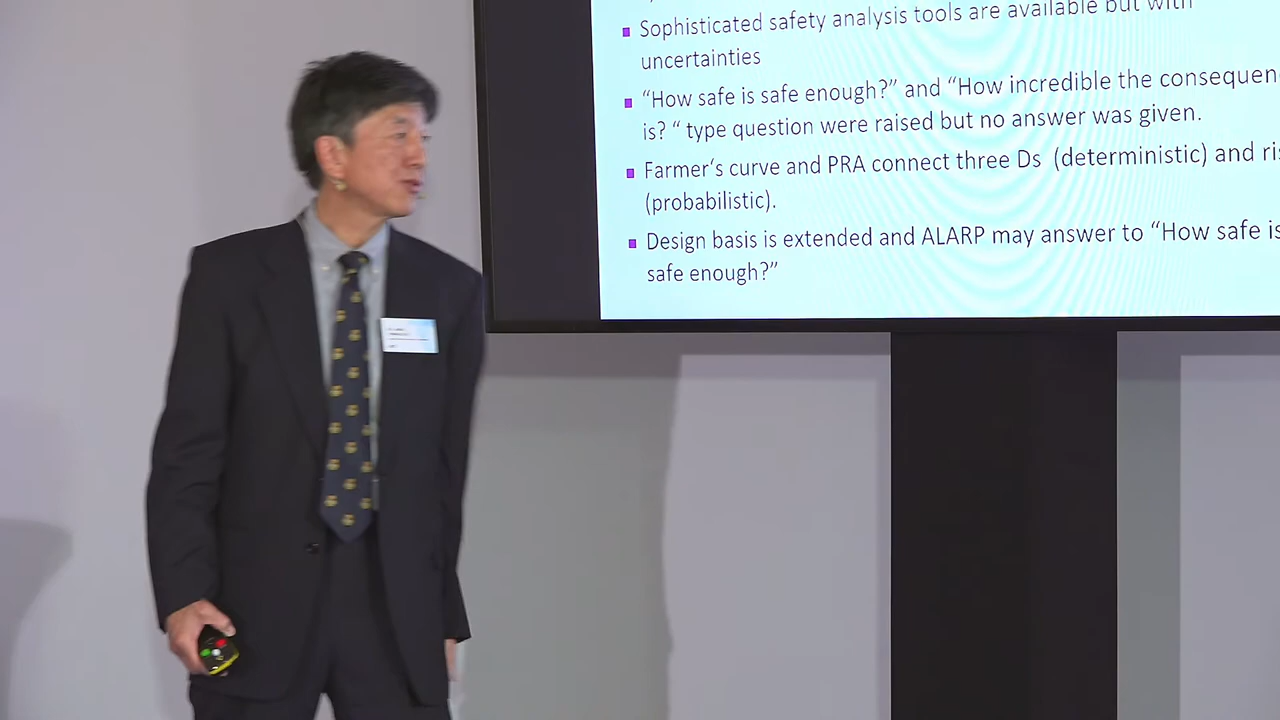 Sophisticated safety analysis tools are available but with
uncertainties
“How safe is safe enough?” and “How incredible the consequen
is? “ type question were raised but no answer was given.
Farmer‘s curve and PRA connect three Ds (deterministic) and ris
(probabilistic).
Design basis is extended and ALARP may answer to “How safe is
safe enough?”